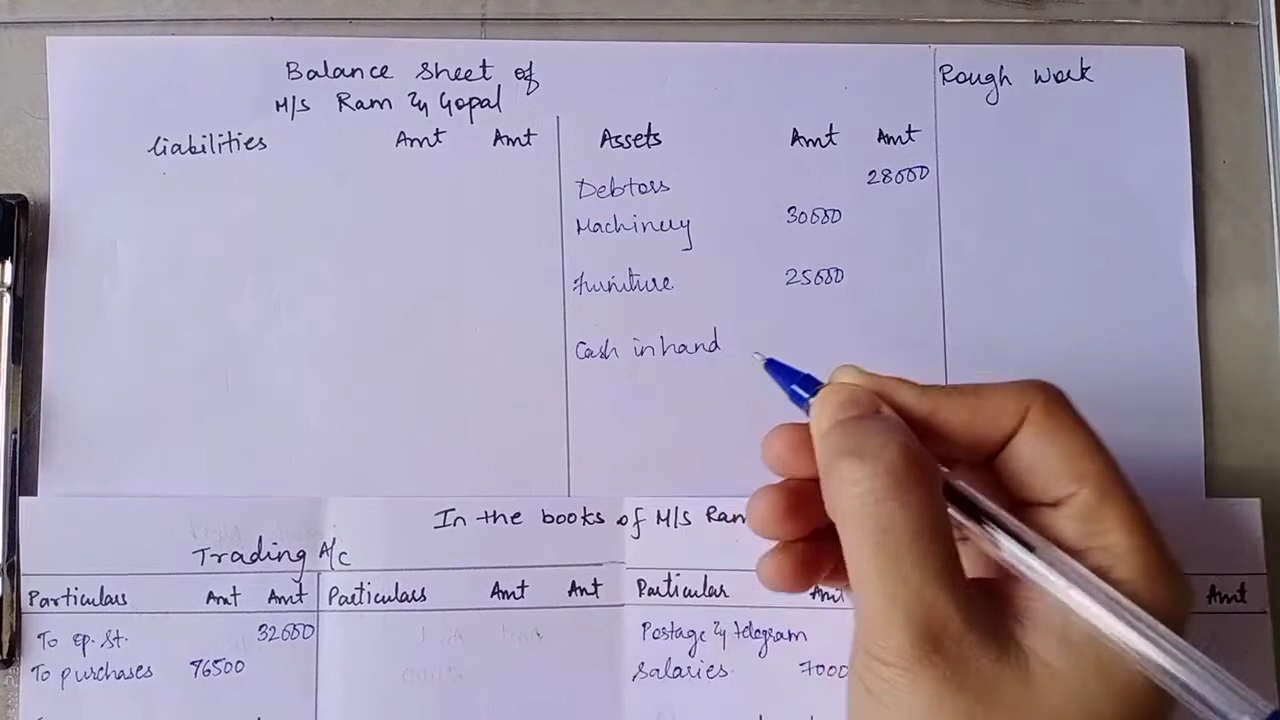 Balance Sheet of
M/S Ram & Gopal
Liabilities Amt Amt
Assets Amt Amt
Debtors 28000
Machinery 30000
Furniture 25000
Cash in hand
Rough Work
In the books of M/S Ram
Trading A/c
Particulars Amt Amt Particulars Amt Amt
To op. St. 32000
To purchases 76500
Particular Amt Amt
Postage & telegram
Salaries. 7000